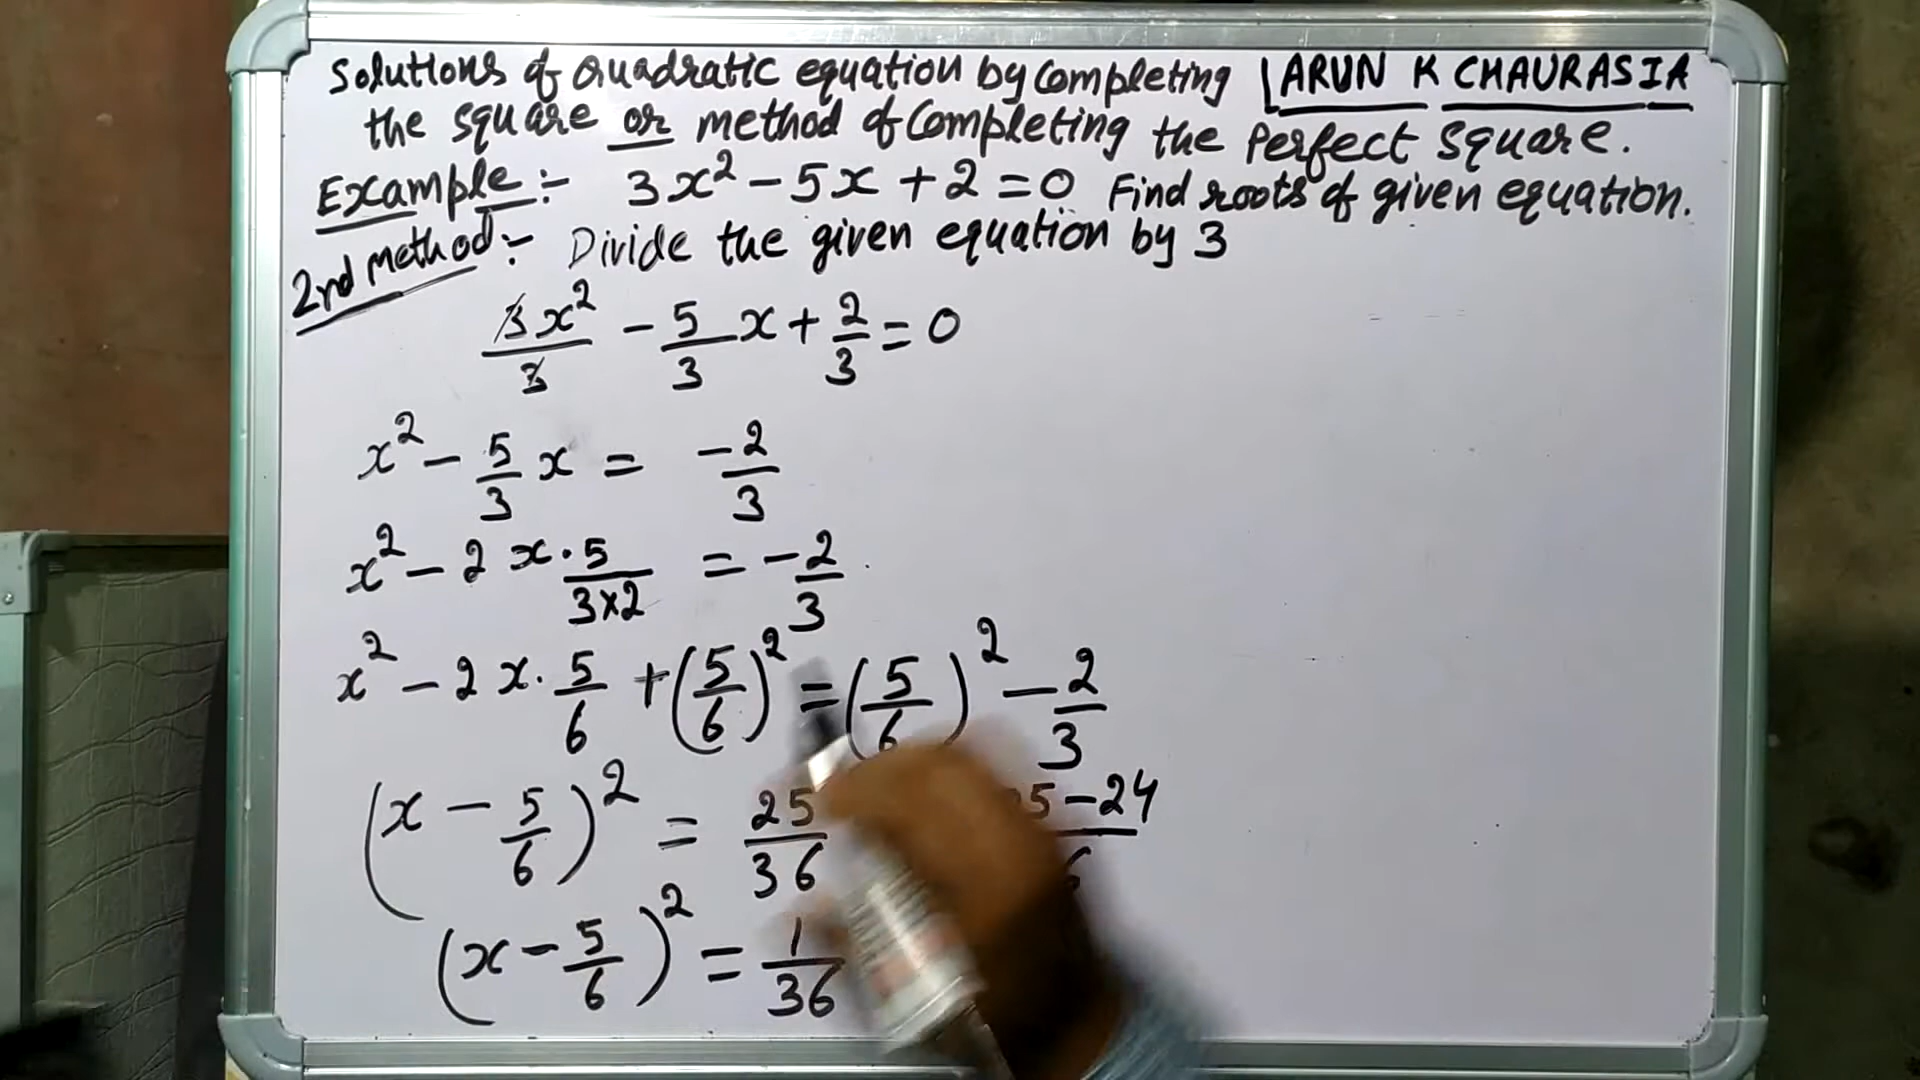 Solutions of Quadratic equation by completing ARUN K CHAURASIA
the square or method of Completing the Perfect square.
Example:- 3x² - 5x + 2 = 0 Find roots of given equation.
2nd method:- Divide the given equation by 3
3x²/3 - 5/3 x + 2/3 = 0
x² - 5/3 x = -2/3
x² - 2 x · 5/(3×2) = -2/3
x² - 2 x · 5/6 + (5/6)² = (5/6)² - 2/3
(x - 5/6)² = 25/36
(x - 5/6)² = 1/36